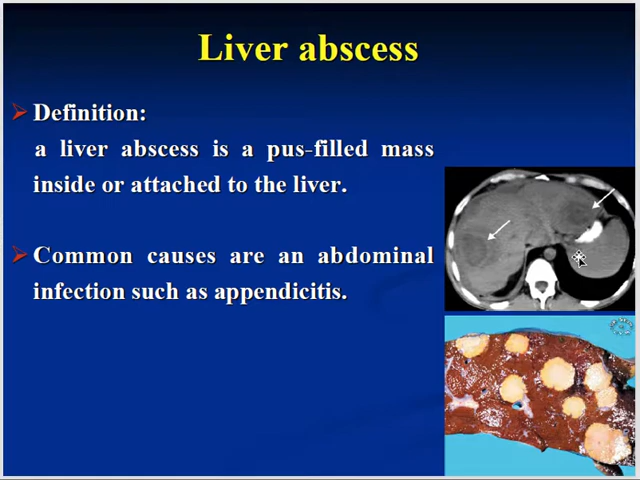 Liver abscess
Definition:
a liver abscess is a pus-filled mass
inside or attached to the liver.
Common causes are an abdominal
infection such as appendicitis.